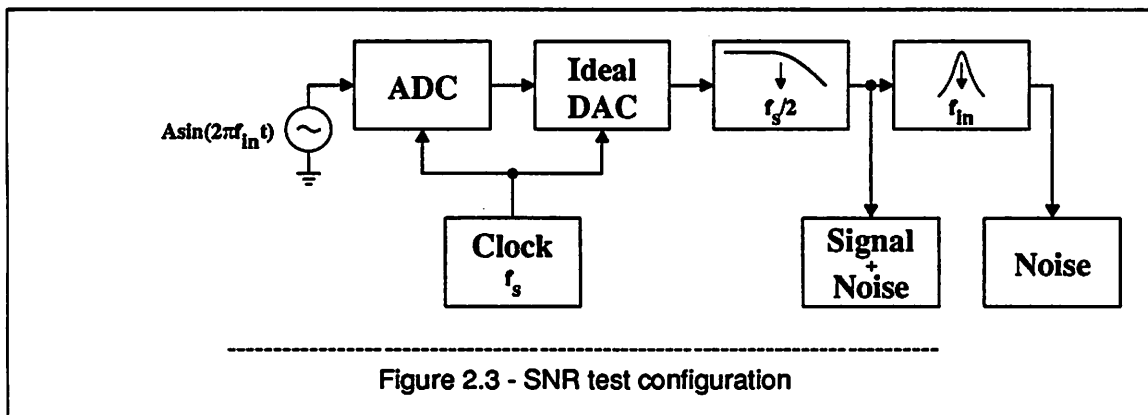 Asin(2πf_in t)
ADC
Ideal
DAC
f_s/2
f_in
Clock
f_s
Signal
+
Noise
Noise
Figure 2.3 - SNR test configuration